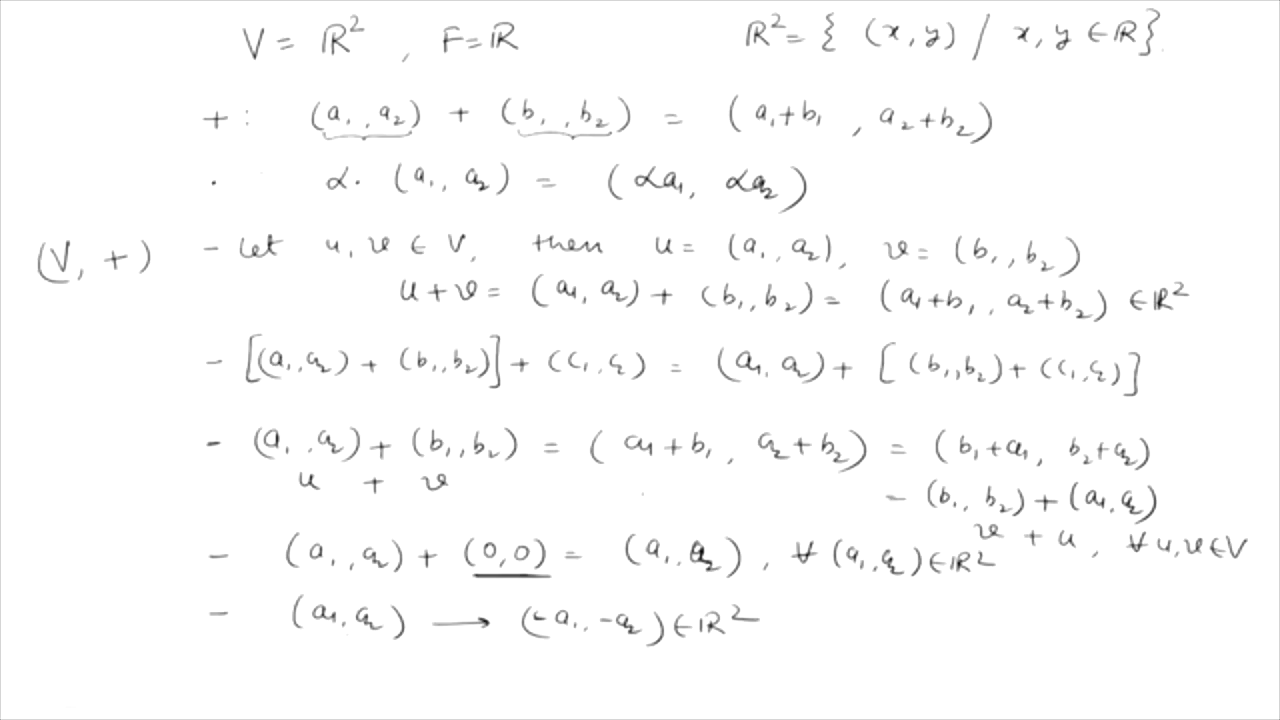 V = ℝ² , F = ℝ ℝ² = { (x, y) / x, y ∈ ℝ }.
+ : (a₁, a₂) + (b₁, b₂) = (a₁+b₁ , a₂+b₂)
· α. (a₁, a₂) = (αa₁, αa₂)
(V, +) - Let u, v ∈ V, then u = (a₁, a₂), v = (b₁, b₂)
u + v = (a₁, a₂) + (b₁, b₂) = (a₁+b₁, a₂+b₂) ∈ ℝ²
- [(a₁, a₂) + (b₁, b₂)] + (c₁, c₂) = (a₁, a₂) + [(b₁, b₂) + (c₁, c₂)]
- (a₁, a₂) + (b₁, b₂) = (a₁+b₁, a₂+b₂) = (b₁+a₁, b₂+a₂)
u + v
= (b₁, b₂) + (a₁, a₂)
v + u, ∀ u, v ∈ V
- (a₁, a₂) + (0,0) = (a₁, a₂), ∀ (a₁, a₂) ∈ ℝ²
- (a₁, a₂) ⟶ (-a₁, -a₂) ∈ ℝ²